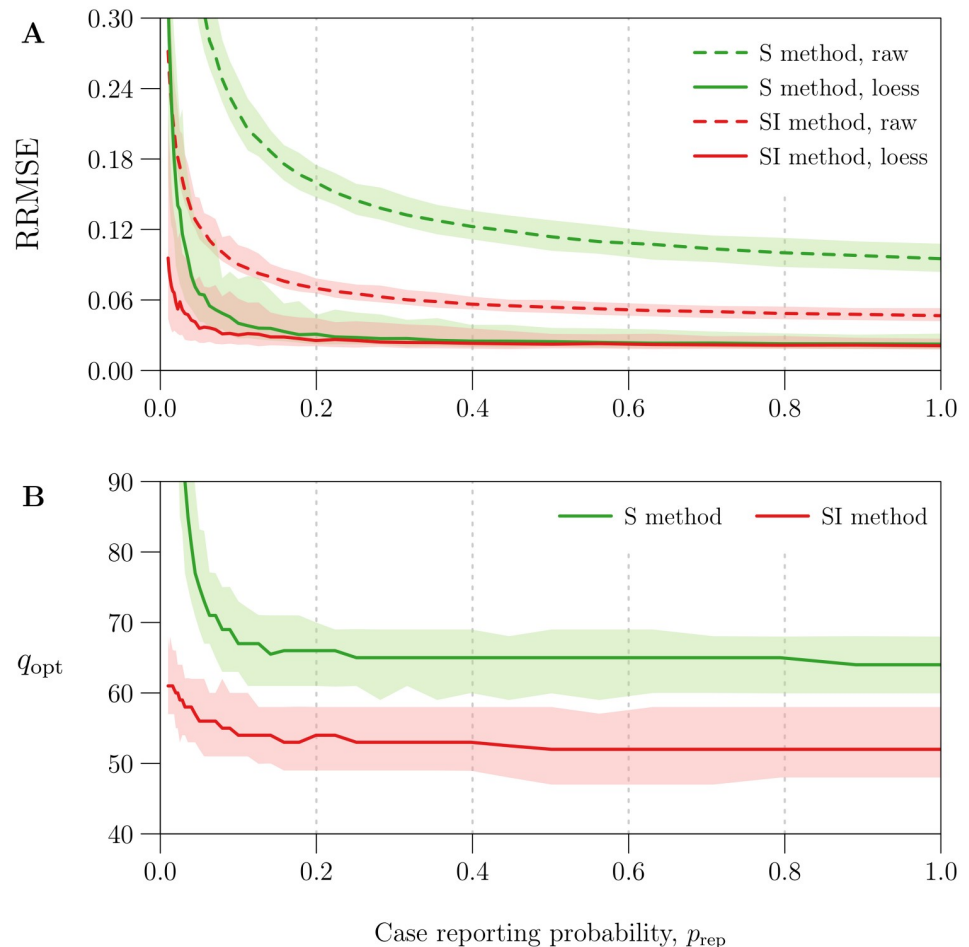 A
RRMSE
0.30
0.24
0.18
0.12
0.06
0.00
S method, raw
S method, loess
SI method, raw
SI method, loess
0.0 0.2 0.4 0.6 0.8 1.0
B
q_opt
90
80
70
60
50
40
S method SI method
0.0 0.2 0.4 0.6 0.8 1.0
Case reporting probability, p_rep